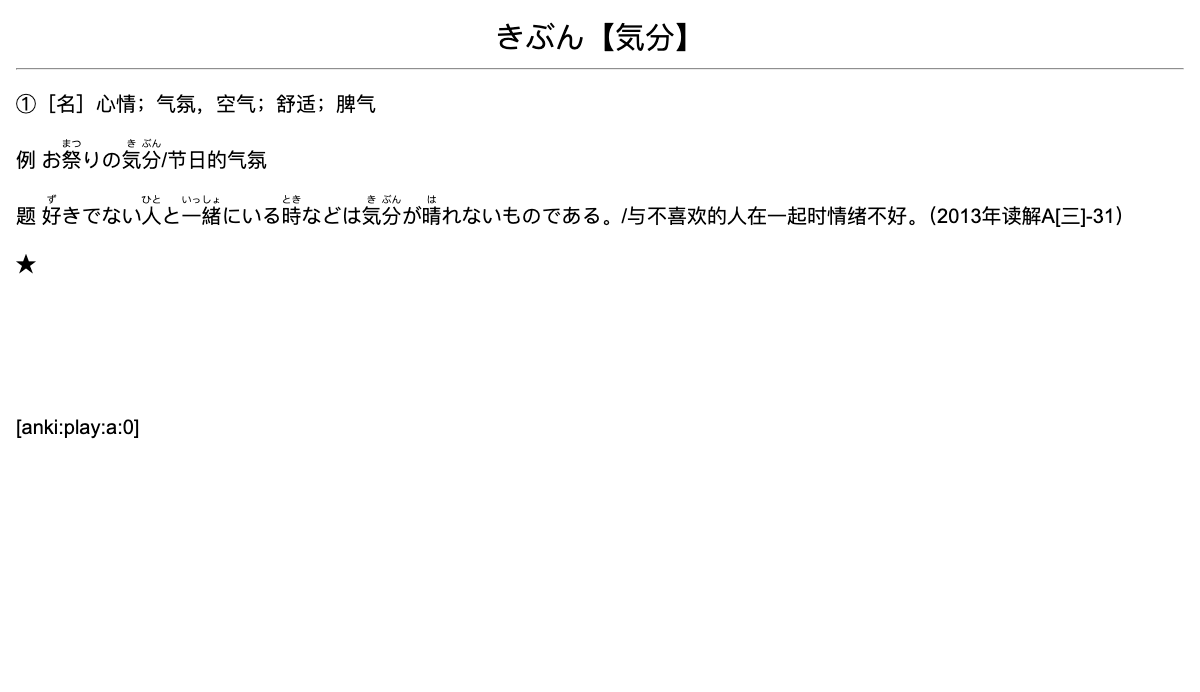 きぶん【気分】
①［名］心情；气氛，空气；舒适；脾气
まつ き ぶん
例 お祭りの気分/节日的气氛
ず ひと いっしょ とき き ぶん は
题 好きでない人と一緒にいる時などは気分が晴れないものである。/与不喜欢的人在一起时情绪不好。（2013年读解A[三]-31）
★
[anki:play:a:0]